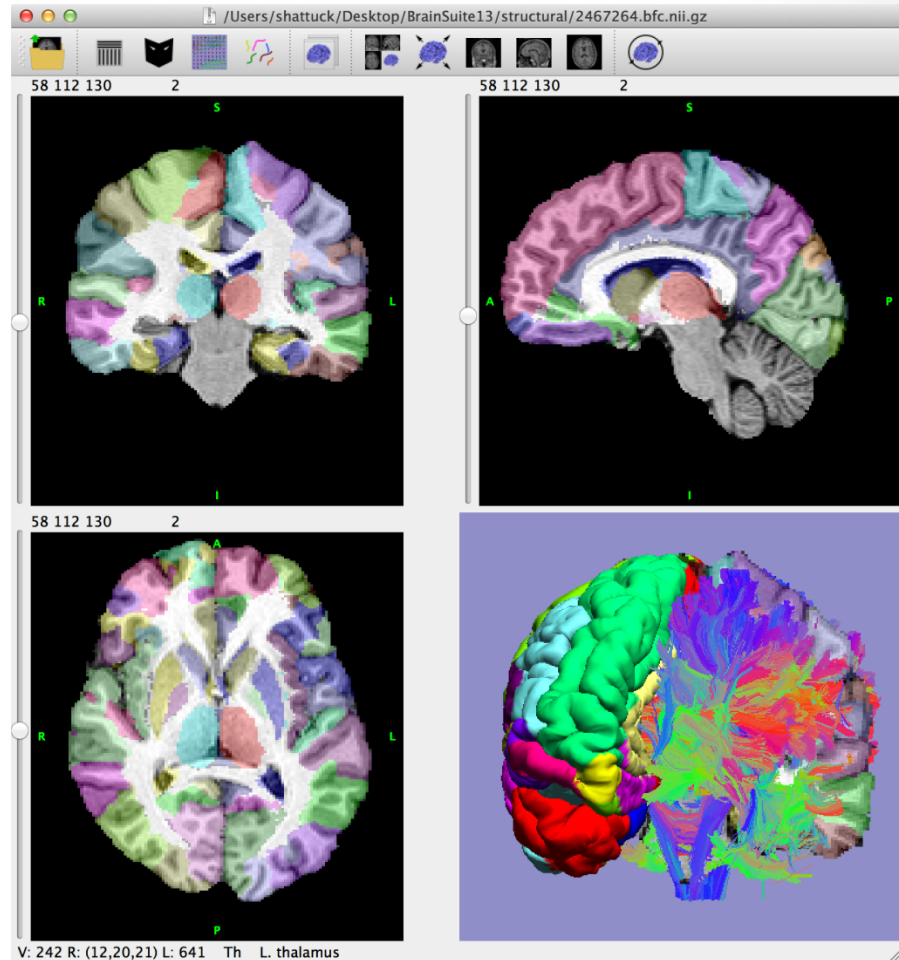 /Users/shattuck/Desktop/BrainSuite13/structural/2467264.bfc.nii.gz
58 112 130 2
58 112 130 2
S
S
R
L
A
P
I
I
58 112 130 2
A
R
L
P
V: 242 R: (12,20,21) L: 641 Th L. thalamus